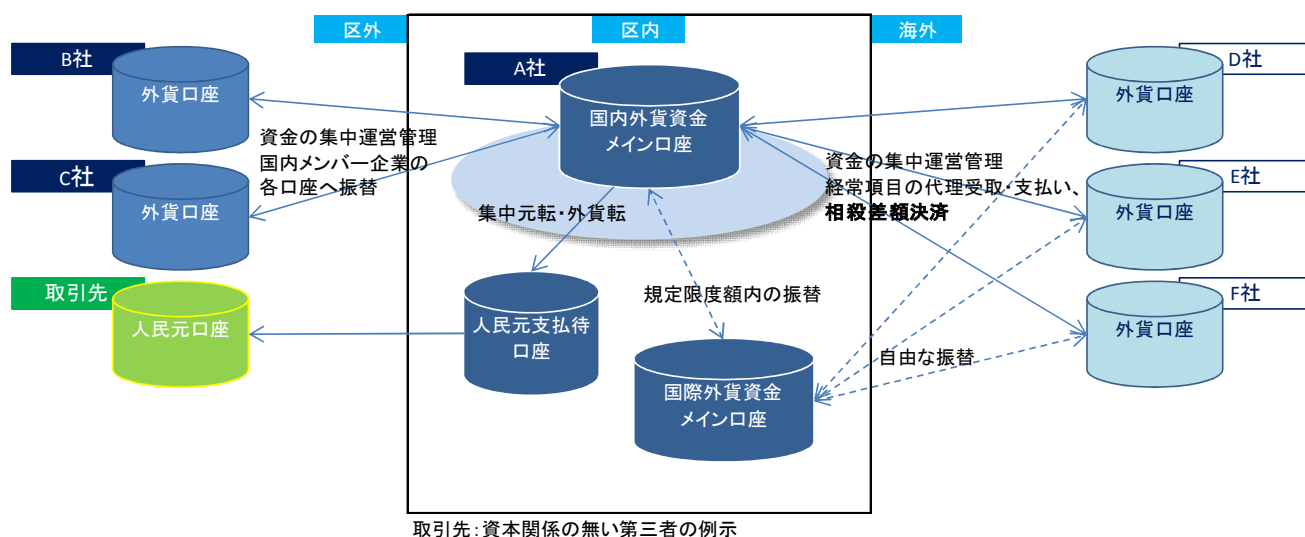 区外
区内
海外
B社
外貨口座
C社
外貨口座
取引先
人民元口座
資金の集中運営管理
国内メンバー企業の
各口座へ振替
A社
国内外貨資金
メイン口座
集中元転・外貨転
人民元支払待
口座
規定限度額内の振替
国際外貨資金
メイン口座
資金の集中運営管理
経常項目の代理受取・支払い、
相殺差額決済
自由な振替
D社
外貨口座
E社
外貨口座
F社
外貨口座
取引先：資本関係の無い第三者の例示